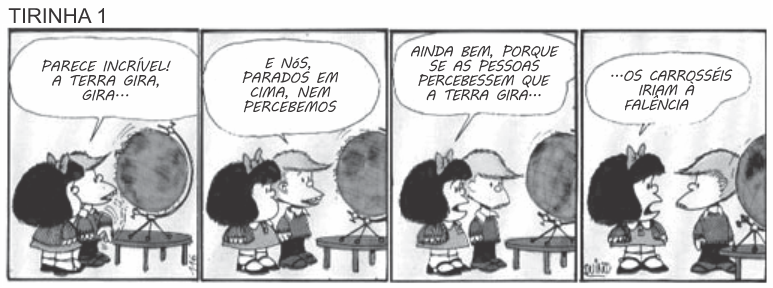 TIRINHA 1
PARECE INCRÍVEL!
A TERRA GIRA,
GIRA...
E NóS,
PARADOS EM
CIMA, NEM
PERCEBEMOS
AINDA BEM, PORQUE
SE AS PESSOAS
PERCEBESSEM QUE
A TERRA GIRA...
...OS CARROSSÉIS
IRIAM À
FALÊNCIA